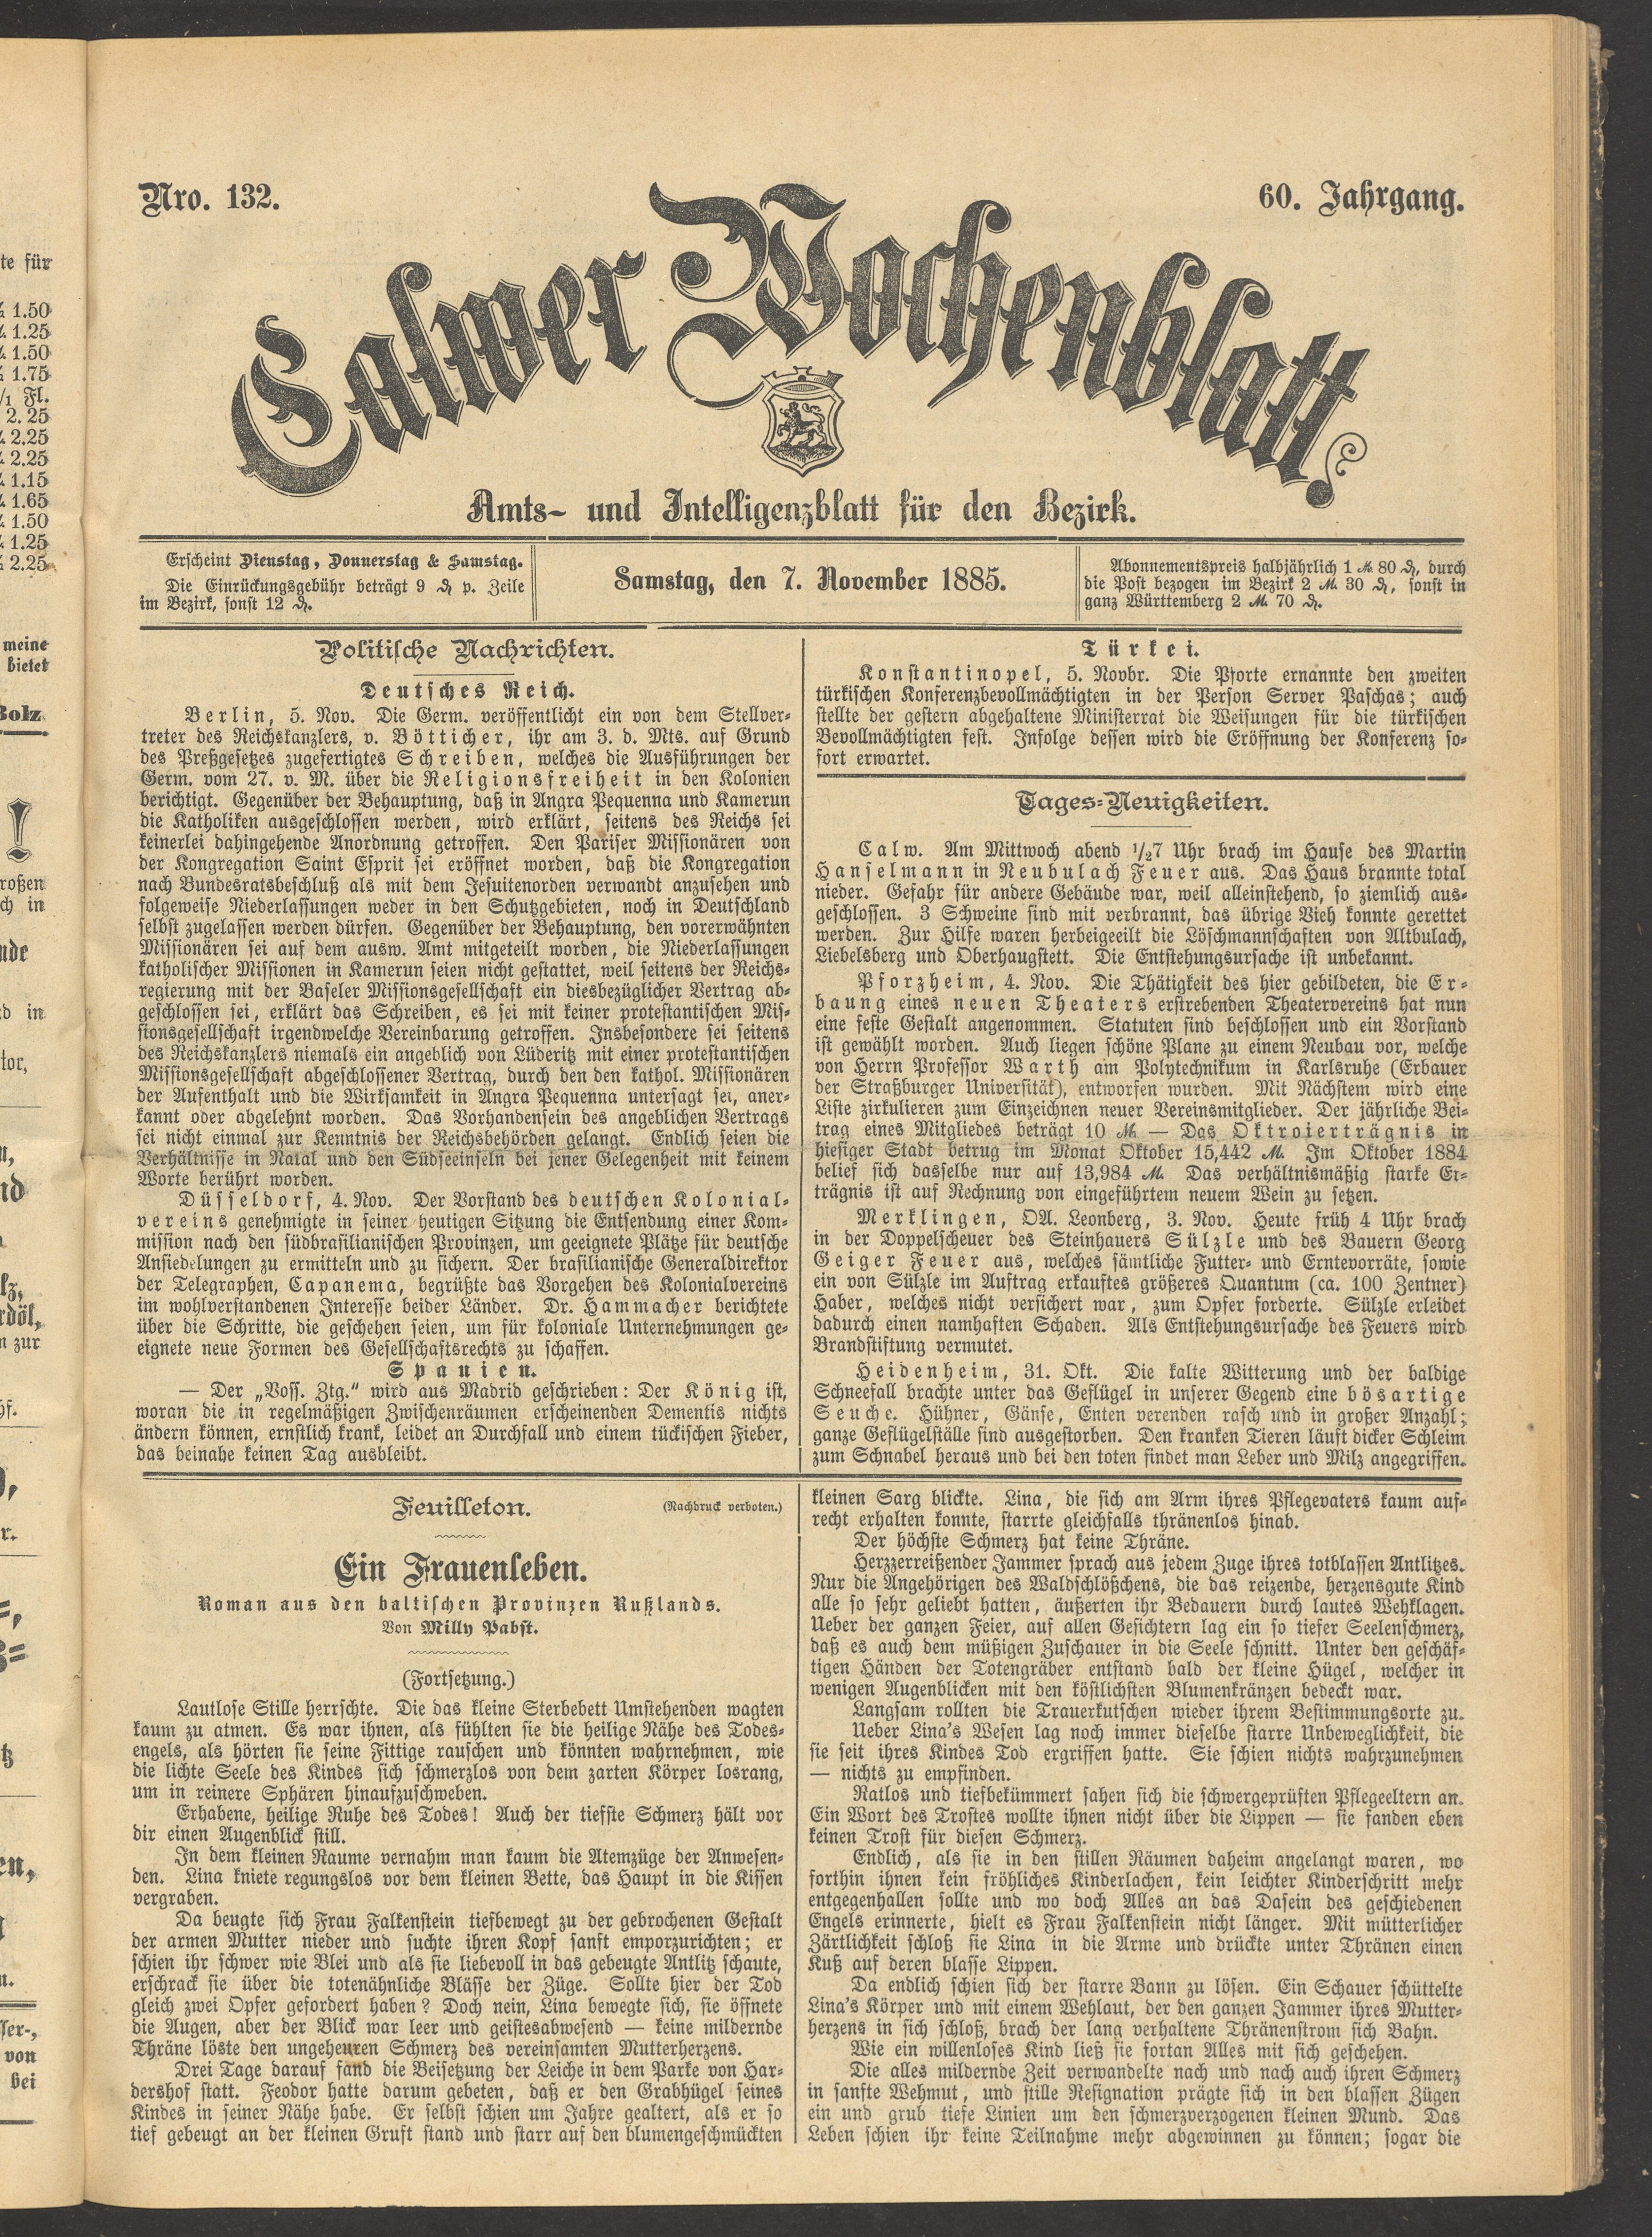 Nro. 132.
60. Jahrgang.
Calwer Wochenblatt
Amts- und Intelligenzblatt für den Bezirk.
Erscheint Dienstag, Donnerstag & Samstag.
Die Einrückungsgebühr beträgt 9 ₰ p. Zeile
im Bezirk, sonst 12 ₰.
Samstag, den 7. November 1885.
Abonnementspreis halbjährlich 1 ℳ 80 ₰, durch
die Post bezogen im Bezirk 2 ℳ 30 ₰, sonst in
ganz Württemberg 2 ℳ 70 ₰.
Politische Nachrichten.
Deutsches Reich.
Berlin, 5. Nov. Die Germ. veröffentlicht ein von dem Stellver-
treter des Reichskanzlers, v. Bötticher, ihr am 3. d. Mts. auf Grund
des Preßgesetzes zugefertigtes Schreiben, welches die Ausführungen der
Germ. vom 27. v. M. über die Religionsfreiheit in den Kolonien
berichtigt. Gegenüber der Behauptung, daß in Angra Pequenna und Kamerun
die Katholiken ausgeschlossen werden, wird erklärt, seitens des Reichs sei
keinerlei dahingehende Anordnung getroffen. Den Pariser Missionären von
der Kongregation Saint Esprit sei eröffnet worden, daß die Kongregation
nach Bundesratsbeschluß als mit dem Jesuitenorden verwandt anzusehen und
folgeweise Niederlassungen weder in den Schutzgebieten, noch in Deutschland
selbst zugelassen werden dürfen. Gegenüber der Behauptung, den vorerwähnten
Missionären sei auf dem ausw. Amt mitgeteilt worden, die Niederlassungen
katholischer Missionen in Kamerun seien nicht gestattet, weil seitens der Reichs-
regierung mit der Baseler Missionsgesellschaft ein diesbezüglicher Vertrag ab-
geschlossen sei, erklärt das Schreiben, es sei mit keiner protestantischen Mis-
sionsgesellschaft irgendwelche Vereinbarung getroffen. Insbesondere sei seitens
des Reichskanzlers niemals ein angeblich von Lüderitz mit einer protestantischen
Missionsgesellschaft abgeschlossener Vertrag, durch den den kathol. Missionären
der Aufenthalt und die Wirksamkeit in Angra Pequenna untersagt sei, aner-
kannt oder abgelehnt worden. Das Vorhandensein des angeblichen Vertrags
sei nicht einmal zur Kenntnis der Reichsbehörden gelangt. Endlich seien die
Verhältnisse in Natal und den Südseeinseln bei jener Gelegenheit mit keinem
Worte berührt worden.
Düsseldorf, 4. Nov. Der Vorstand des deutschen Kolonial-
vereins genehmigte in seiner heutigen Sitzung die Entsendung einer Kom-
mission nach den südbrasilianischen Provinzen, um geeignete Plätze für deutsche
Ansiedelungen zu ermitteln und zu sichern. Der brasilianische Generaldirektor
der Telegraphen, Capanema, begrüßte das Vorgehen des Kolonialvereins
im wohlverstandenen Interesse beider Länder. Dr. Hammacher berichtete
über die Schritte, die geschehen seien, um für koloniale Unternehmungen ge-
eignete neue Formen des Gesellschaftsrechts zu schaffen.
Spanien.
— Der „Voss. Ztg.“ wird aus Madrid geschrieben: Der König ist,
woran die in regelmäßigen Zwischenräumen erscheinenden Dementis nichts
ändern können, ernstlich krank, leidet an Durchfall und einem tückischen Fieber,
das beinahe keinen Tag ausbleibt.
Türkei.
Konstantinopel, 5. Novbr. Die Pforte ernannte den zweiten
türkischen Konferenzbevollmächtigten in der Person Server Paschas; auch
stellte der gestern abgehaltene Ministerrat die Weisungen für die türkischen
Bevollmächtigten fest. Infolge dessen wird die Eröffnung der Konferenz so-
fort erwartet.
Tages-Neuigkeiten.
Calw. Am Mittwoch abend ½7 Uhr brach im Hause des Martin
Hanselmann in Neubulach Feuer aus. Das Haus brannte total
nieder. Gefahr für andere Gebäude war, weil alleinstehend, so ziemlich aus-
geschlossen. 3 Schweine sind mit verbrannt, das übrige Vieh konnte gerettet
werden. Zur Hilfe waren herbeigeeilt die Löschmannschaften von Altbulach,
Liebelsberg und Oberhaugstett. Die Entstehungsursache ist unbekannt.
Pforzheim, 4. Nov. Die Thätigkeit des hier gebildeten, die Er-
bauung eines neuen Theaters erstrebenden Theatervereins hat nun
eine feste Gestalt angenommen. Statuten sind beschlossen und ein Vorstand
ist gewählt worden. Auch liegen schöne Plane zu einem Neubau vor, welche
von Herrn Professor Warth am Polytechnikum in Karlsruhe (Erbauer
der Straßburger Universität), entworfen wurden. Mit Nächstem wird eine
Liste zirkulieren zum Einzeichnen neuer Vereinsmitglieder. Der jährliche Bei-
trag eines Mitgliedes beträgt 10 ℳ — Das Oktroierträgnis in
hiesiger Stadt betrug im Monat Oktober 15,442 ℳ. Im Oktober 1884
belief sich dasselbe nur auf 13,984 ℳ. Das verhältnismäßig starke Er-
trägnis ist auf Rechnung von eingeführtem neuem Wein zu setzen.
Merklingen, OA. Leonberg, 3. Nov. Heute früh 4 Uhr brach
in der Doppelscheuer des Steinhauers Sülzle und des Bauern Georg
Geiger Feuer aus, welches sämtliche Futter- und Erntevorräte, sowie
ein von Sülzle im Auftrag erkauftes größeres Quantum (ca. 100 Zentner)
Haber, welches nicht versichert war, zum Opfer forderte. Sülzle erleidet
dadurch einen namhaften Schaden. Als Entstehungsursache des Feuers wird
Brandstiftung vermutet.
Heidenheim, 31. Okt. Die kalte Witterung und der baldige
Schneefall brachte unter das Geflügel in unserer Gegend eine bösartige
Seuche. Hühner, Gänse, Enten verenden rasch und in großer Anzahl;
ganze Geflügelställe sind ausgestorben. Den kranken Tieren läuft dicker Schleim
zum Schnabel heraus und bei den toten findet man Leber und Milz angegriffen.
Feuilleton.
(Nachdruck verboten.)
Ein Frauenleben.
Roman aus den baltischen Provinzen Rußlands.
Von Milly Pabst.
(Fortsetzung.)
Lautlose Stille herrschte. Die das kleine Sterbebett Umstehenden wagten
kaum zu atmen. Es war ihnen, als fühlten sie die heilige Nähe des Todes-
engels, als hörten sie seine Fittige rauschen und könnten wahrnehmen, wie
die lichte Seele des Kindes sich schmerzlos von dem zarten Körper losrang,
um in reinere Sphären hinaufzuschweben.
Erhabene, heilige Ruhe des Todes! Auch der tiefste Schmerz hält vor
dir einen Augenblick still.
In dem kleinen Raume vernahm man kaum die Atemzüge der Anwesen-
den. Lina kniete regungslos vor dem kleinen Bette, das Haupt in die Kissen
vergraben.
Da beugte sich Frau Falkenstein tiefbewegt zu der gebrochenen Gestalt
der armen Mutter nieder und suchte ihren Kopf sanft emporzurichten; er
schien ihr schwer wie Blei und als sie liebevoll in das gebeugte Antlitz schaute,
erschrack sie über die totenähnliche Blässe der Züge. Sollte hier der Tod
gleich zwei Opfer gefordert haben? Doch nein, Lina bewegte sich, sie öffnete
die Augen, aber der Blick war leer und geistesabwesend — keine mildernde
Thräne löste den ungeheuren Schmerz des vereinsamten Mutterherzens.
Drei Tage darauf fand die Beisetzung der Leiche in dem Parke von Har-
dershof statt. Feodor hatte darum gebeten, daß er den Grabhügel seines
Kindes in seiner Nähe habe. Er selbst schien um Jahre gealtert, als er so
tief gebeugt an der kleinen Gruft stand und starr auf den blumengeschmückten
kleinen Sarg blickte. Lina, die sich am Arm ihres Pflegevaters kaum auf-
recht erhalten konnte, starrte gleichfalls thränenlos hinab.
Der höchste Schmerz hat keine Thräne.
Herzzerreißender Jammer sprach aus jedem Zuge ihres totblassen Antlitzes.
Nur die Angehörigen des Waldschlößchens, die das reizende, herzensgute Kind
alle so sehr geliebt hatten, äußerten ihr Bedauern durch lautes Wehklagen.
Ueber der ganzen Feier, auf allen Gesichtern lag ein so tiefer Seelenschmerz,
daß es auch dem müßigen Zuschauer in die Seele schnitt. Unter den geschäf-
tigen Händen der Totengräber entstand bald der kleine Hügel, welcher in
wenigen Augenblicken mit den köstlichsten Blumenkränzen bedeckt war.
Langsam rollten die Trauerkutschen wieder ihrem Bestimmungsorte zu.
Ueber Lina's Wesen lag noch immer dieselbe starre Unbeweglichkeit, die
sie seit ihres Kindes Tod ergriffen hatte. Sie schien nichts wahrzunehmen
— nichts zu empfinden.
Ratlos und tiefbekümmert sahen sich die schwergeprüften Pflegeeltern an.
Ein Wort des Trostes wollte ihnen nicht über die Lippen — sie fanden eben
keinen Trost für diesen Schmerz.
Endlich, als sie in den stillen Räumen daheim angelangt waren, wo
forthin ihnen kein fröhliches Kinderlachen, kein leichter Kinderschritt mehr
entgegenhallen sollte und wo doch Alles an das Dasein des geschiedenen
Engels erinnerte, hielt es Frau Falkenstein nicht länger. Mit mütterlicher
Zärtlichkeit schloß sie Lina in die Arme und drückte unter Thränen einen
Kuß auf deren blasse Lippen.
Da endlich schien sich der starre Bann zu lösen. Ein Schauer schüttelte
Lina's Körper und mit einem Wehlaut, der den ganzen Jammer ihres Mutter-
herzens in sich schloß, brach der lang verhaltene Thränenstrom sich Bahn.
Wie ein willenloses Kind ließ sie fortan Alles mit sich geschehen.
Die alles mildernde Zeit verwandelte nach und nach auch ihren Schmerz
in sanfte Wehmut, und stille Resignation prägte sich in den blassen Zügen
ein und grub tiefe Linien um den schmerzverzogenen kleinen Mund. Das
Leben schien ihr keine Teilnahme mehr abgewinnen zu können; sogar die